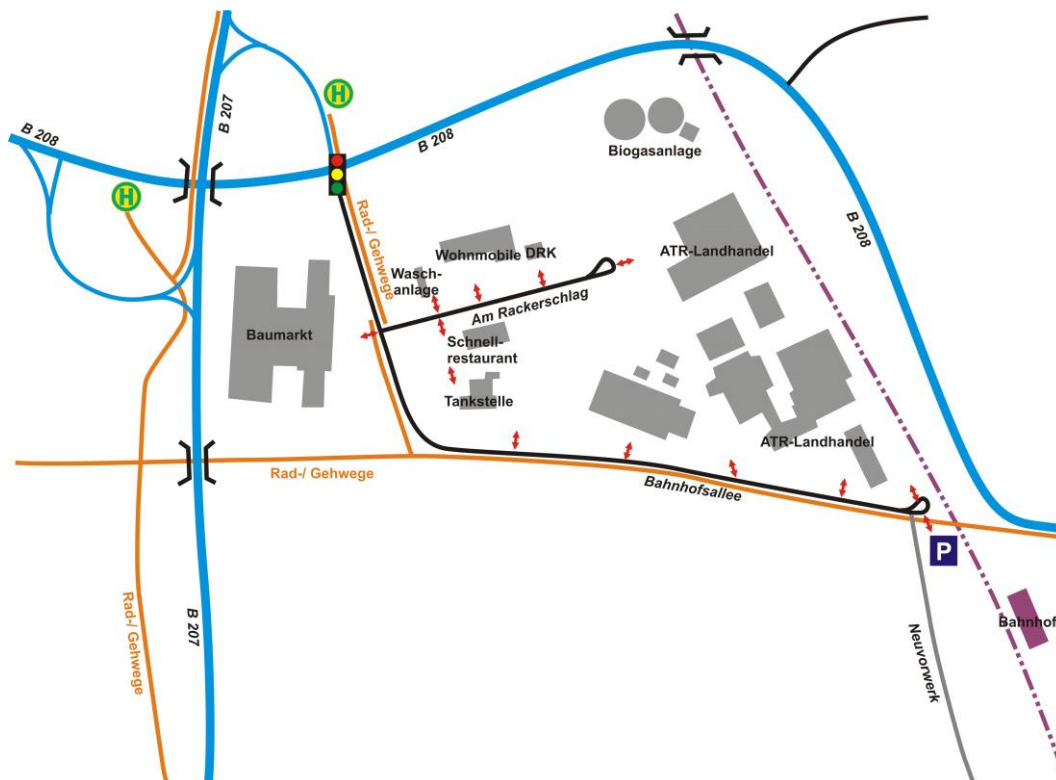 B 207
H
B 208
B 208
H
Biogasanlage
Rad-/ Gehwege
B 208
Wohnmobile DRK
ATR-Landhandel
Wasch-
anlage
Am Rackerschlag
Baumarkt
Schnell-
restaurant
Tankstelle
ATR-Landhandel
Rad-/ Gehwege
Bahnhofsallee
P
Rad-/ Gehwege
B 207
Neuvorwerk
Bahnhof